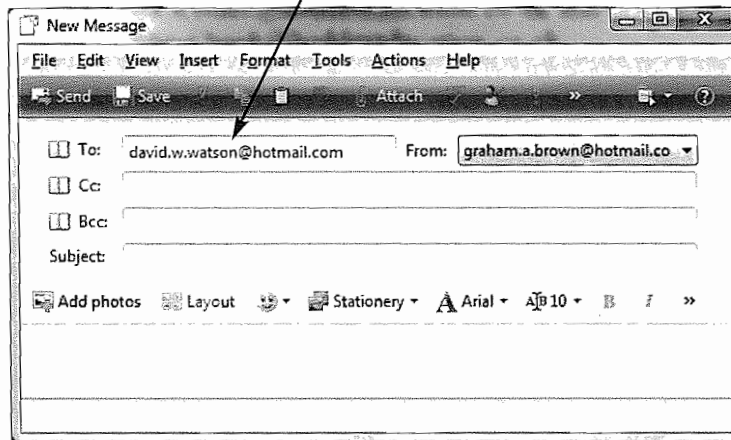 New Message
File Edit View Insert Format Tools Actions Help
Send Save Attach »
To: david.w.watson@hotmail.com From: graham.a.brown@hotmail.co
Cc:
Bcc:
Subject:
Add photos Layout Stationery Arial 10 B I »